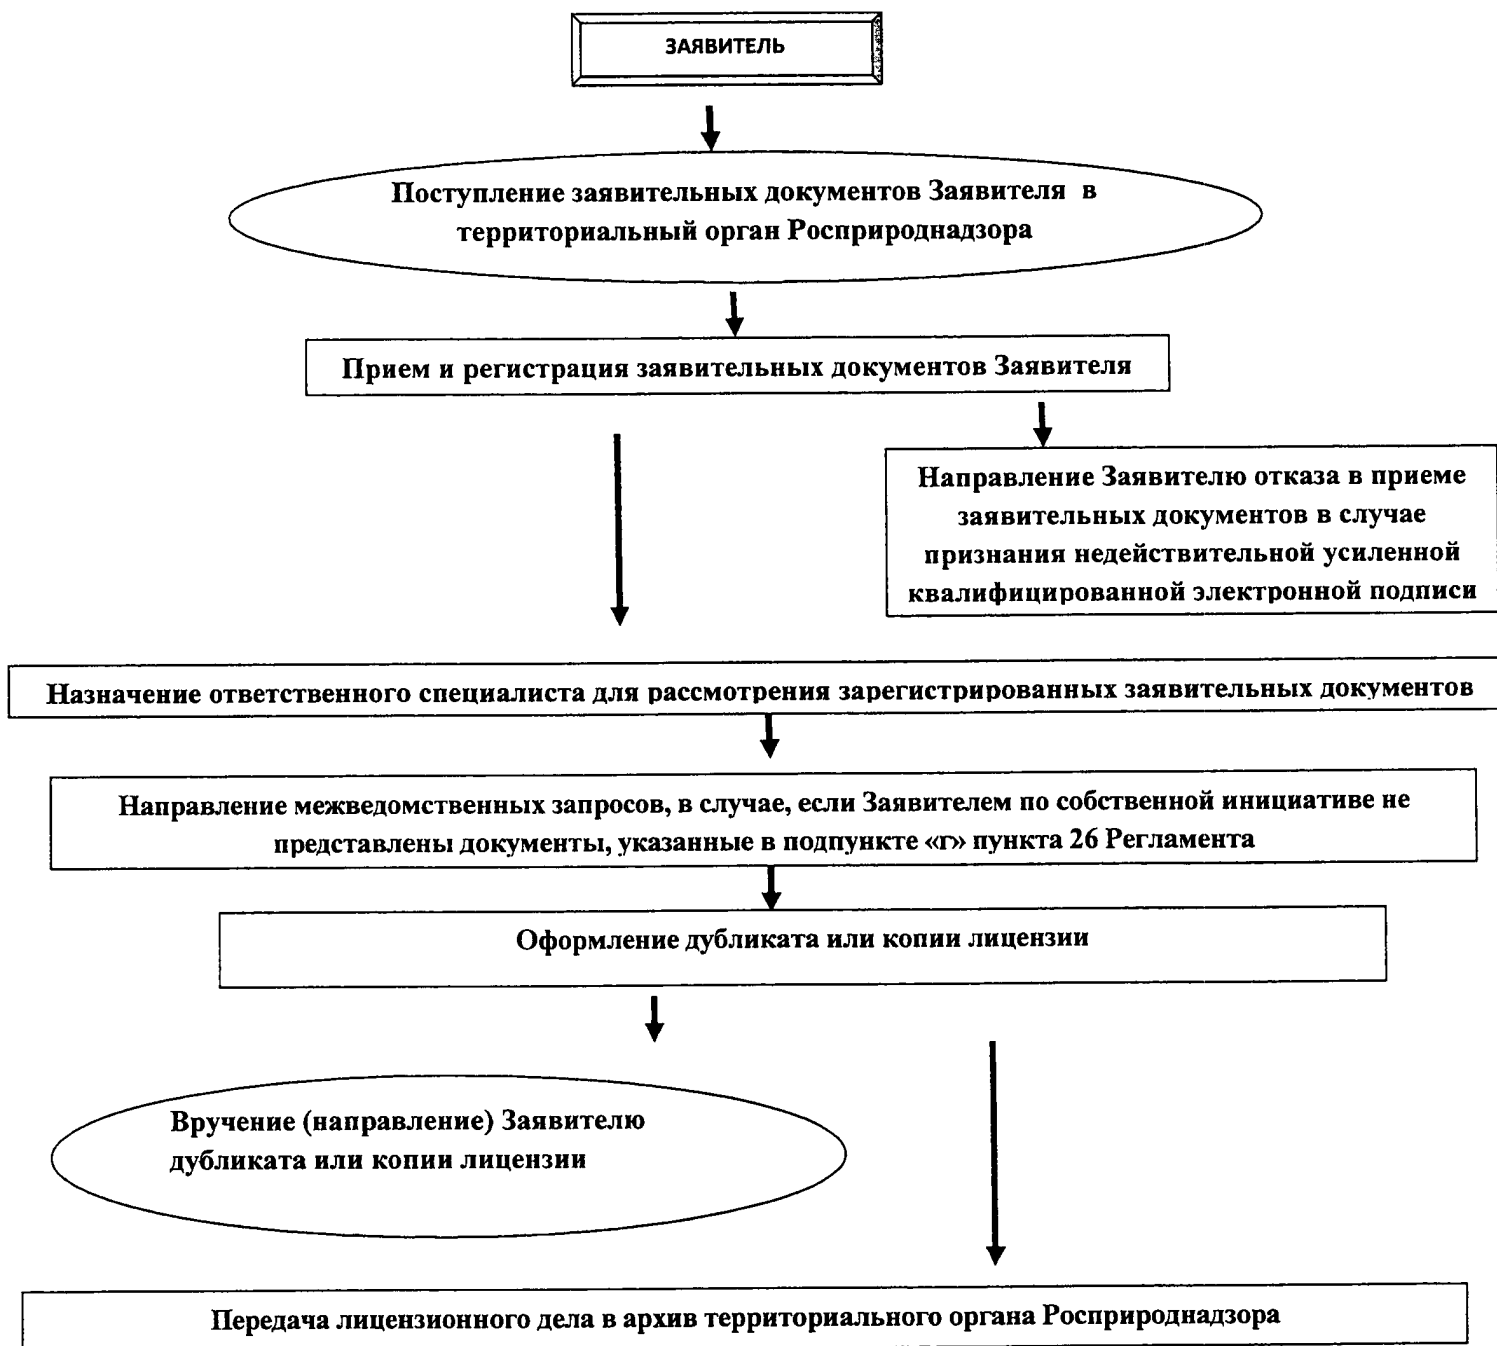 ЗАЯВИТЕЛЬ
Поступление заявительных документов Заявителя в
территориальный орган Росприроднадзора
Прием и регистрация заявительных документов Заявителя
Направление Заявителю отказа в приеме
заявительных документов в случае
признания недействительной усиленной
квалифицированной электронной подписи
Назначение ответственного специалиста для рассмотрения зарегистрированных заявительных документов
Направление межведомственных запросов, в случае, если Заявителем по собственной инициативе не
представлены документы, указанные в подпункте «г» пункта 26 Регламента
Оформление дубликата или копии лицензии
Вручение (направление) Заявителю
дубликата или копии лицензии
Передача лицензионного дела в архив территориального органа Росприроднадзора